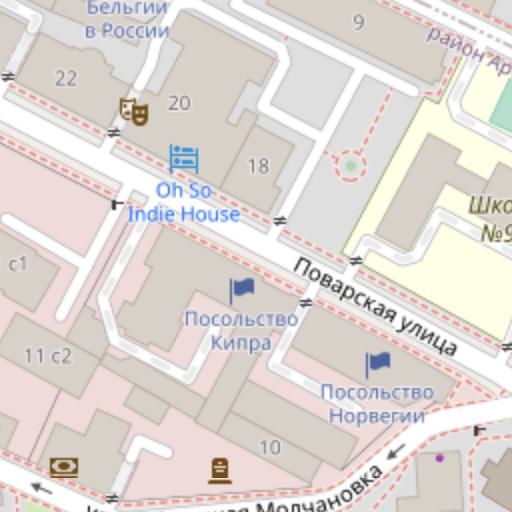 Бельгии
в России
9
район Ар
22
20
18
Oh So
Indie House
Шко
№9
с1
Поварская улица
Посольство
Кипра
11 с2
Посольство
Норвегии
10
ная Молчановка